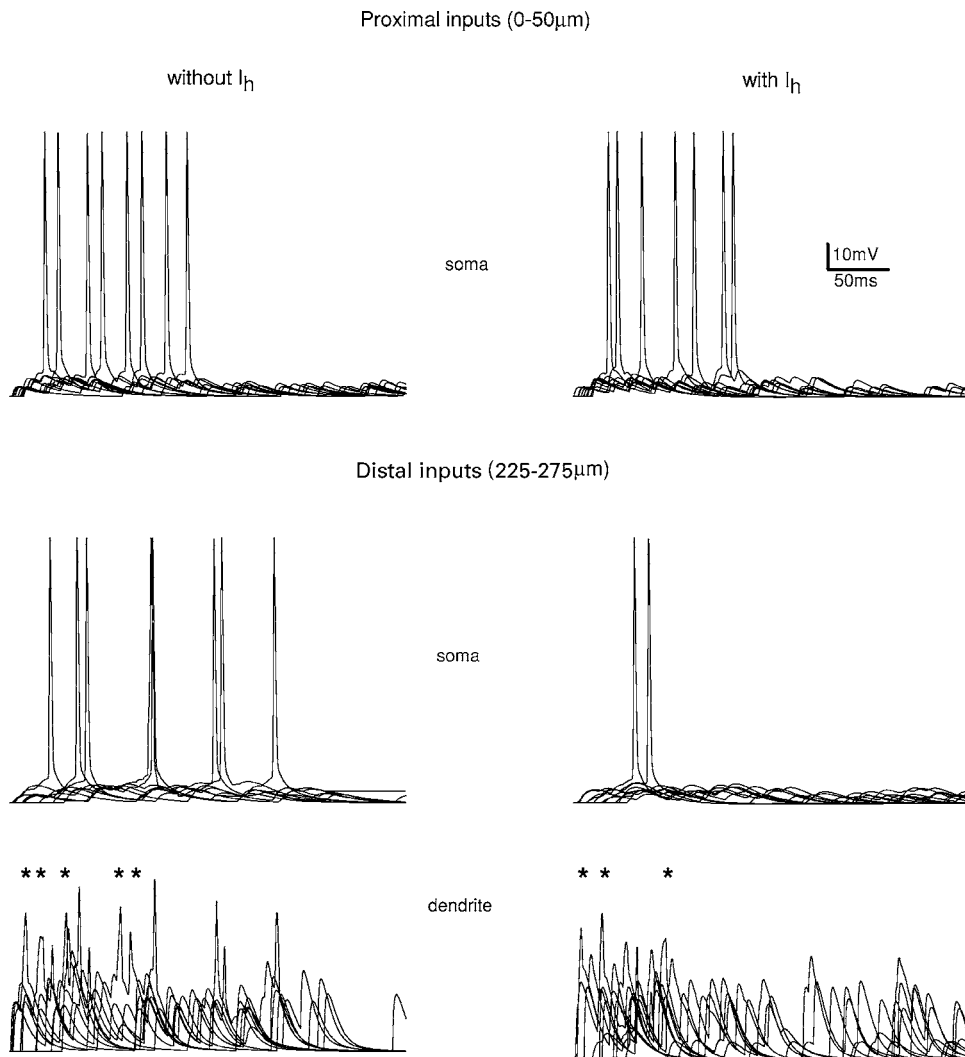 Proximal inputs (0-50μm)
without Ih
with Ih
soma
10mV
50ms
Distal inputs (225-275μm)
soma
* * * * *
* * *
dendrite